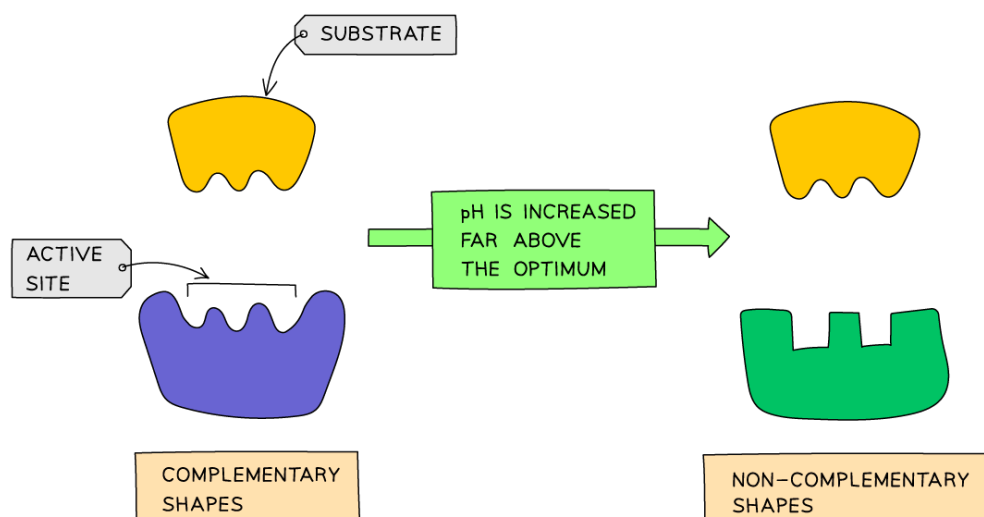 SUBSTRATE
ACTIVE
SITE
pH IS INCREASED
FAR ABOVE
THE OPTIMUM
COMPLEMENTARY
SHAPES
NON-COMPLEMENTARY
SHAPES